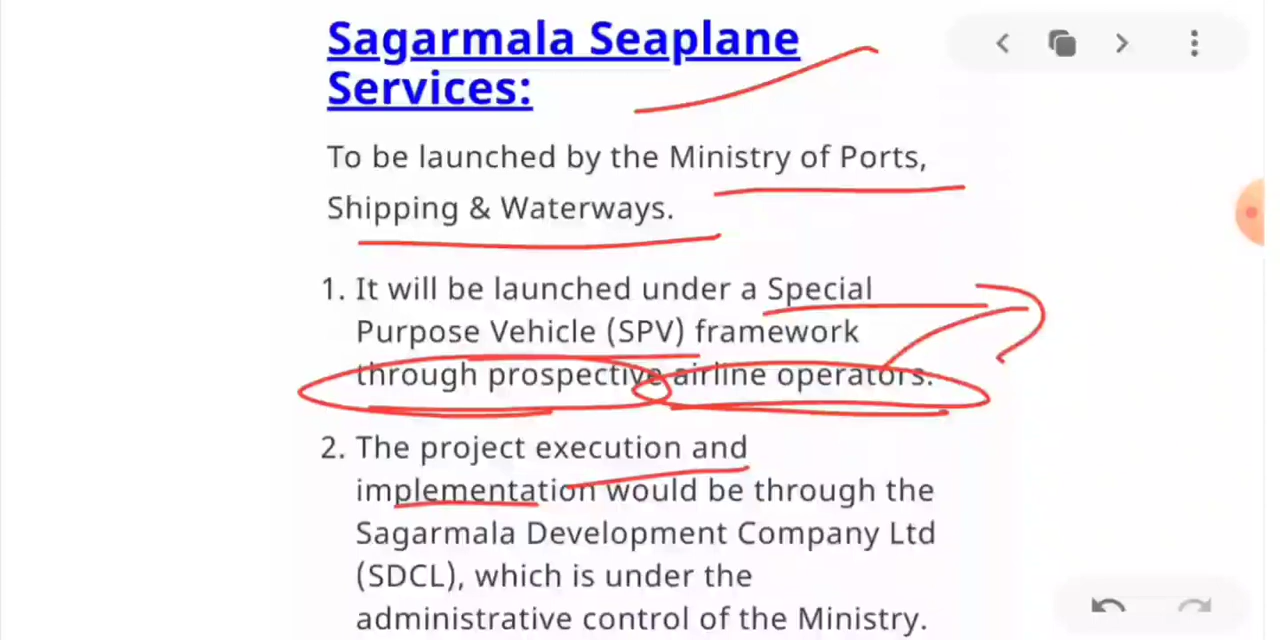 Sagarmala Seaplane
Services:
To be launched by the Ministry of Ports,
Shipping & Waterways.
1. It will be launched under a Special
Purpose Vehicle (SPV) framework
through prospective airline operators.
2. The project execution and
implementation would be through the
Sagarmala Development Company Ltd
(SDCL), which is under the
administrative control of the Ministry.